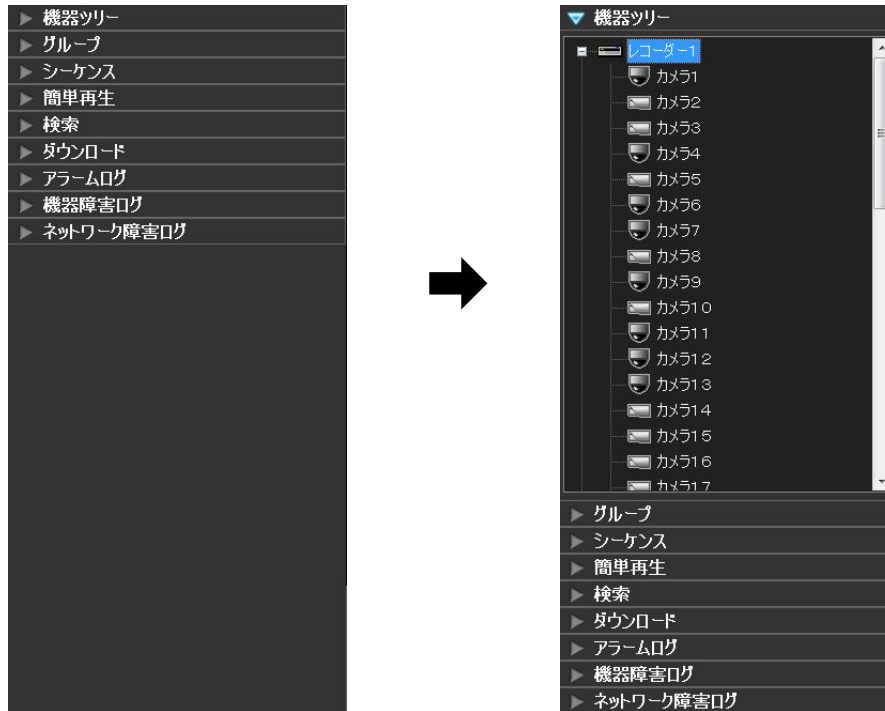 機器ツリー
グループ
シーケンス
簡単再生
検索
ダウンロード
アラームログ
機器障害ログ
ネットワーク障害ログ
機器ツリー
レコーダー1
カメラ1
カメラ2
カメラ3
カメラ4
カメラ5
カメラ6
カメラ7
カメラ8
カメラ9
カメラ10
カメラ11
カメラ12
カメラ13
カメラ14
カメラ15
カメラ16
カメラ17
グループ
シーケンス
簡単再生
検索
ダウンロード
アラームログ
機器障害ログ
ネットワーク障害ログ